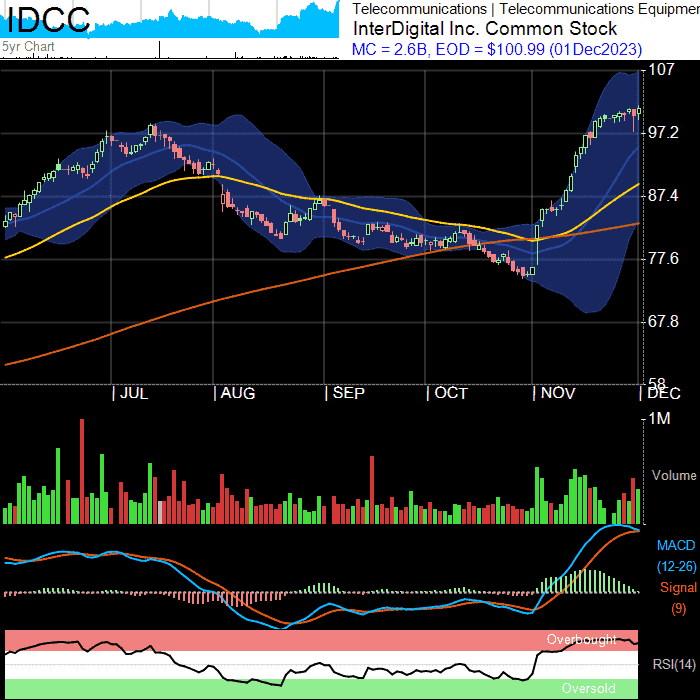 IDCC
5yr Chart
Telecommunications | Telecommunications Equipmen
InterDigital Inc. Common Stock
MC = 2.6B, EOD = $100.99 (01Dec2023)
107
97.2
87.4
77.6
67.8
58
JUL AUG SEP OCT NOV DEC
1M
Volume
MACD
(12-26)
Signal
(9)
Overbought
RSI(14)
Oversold